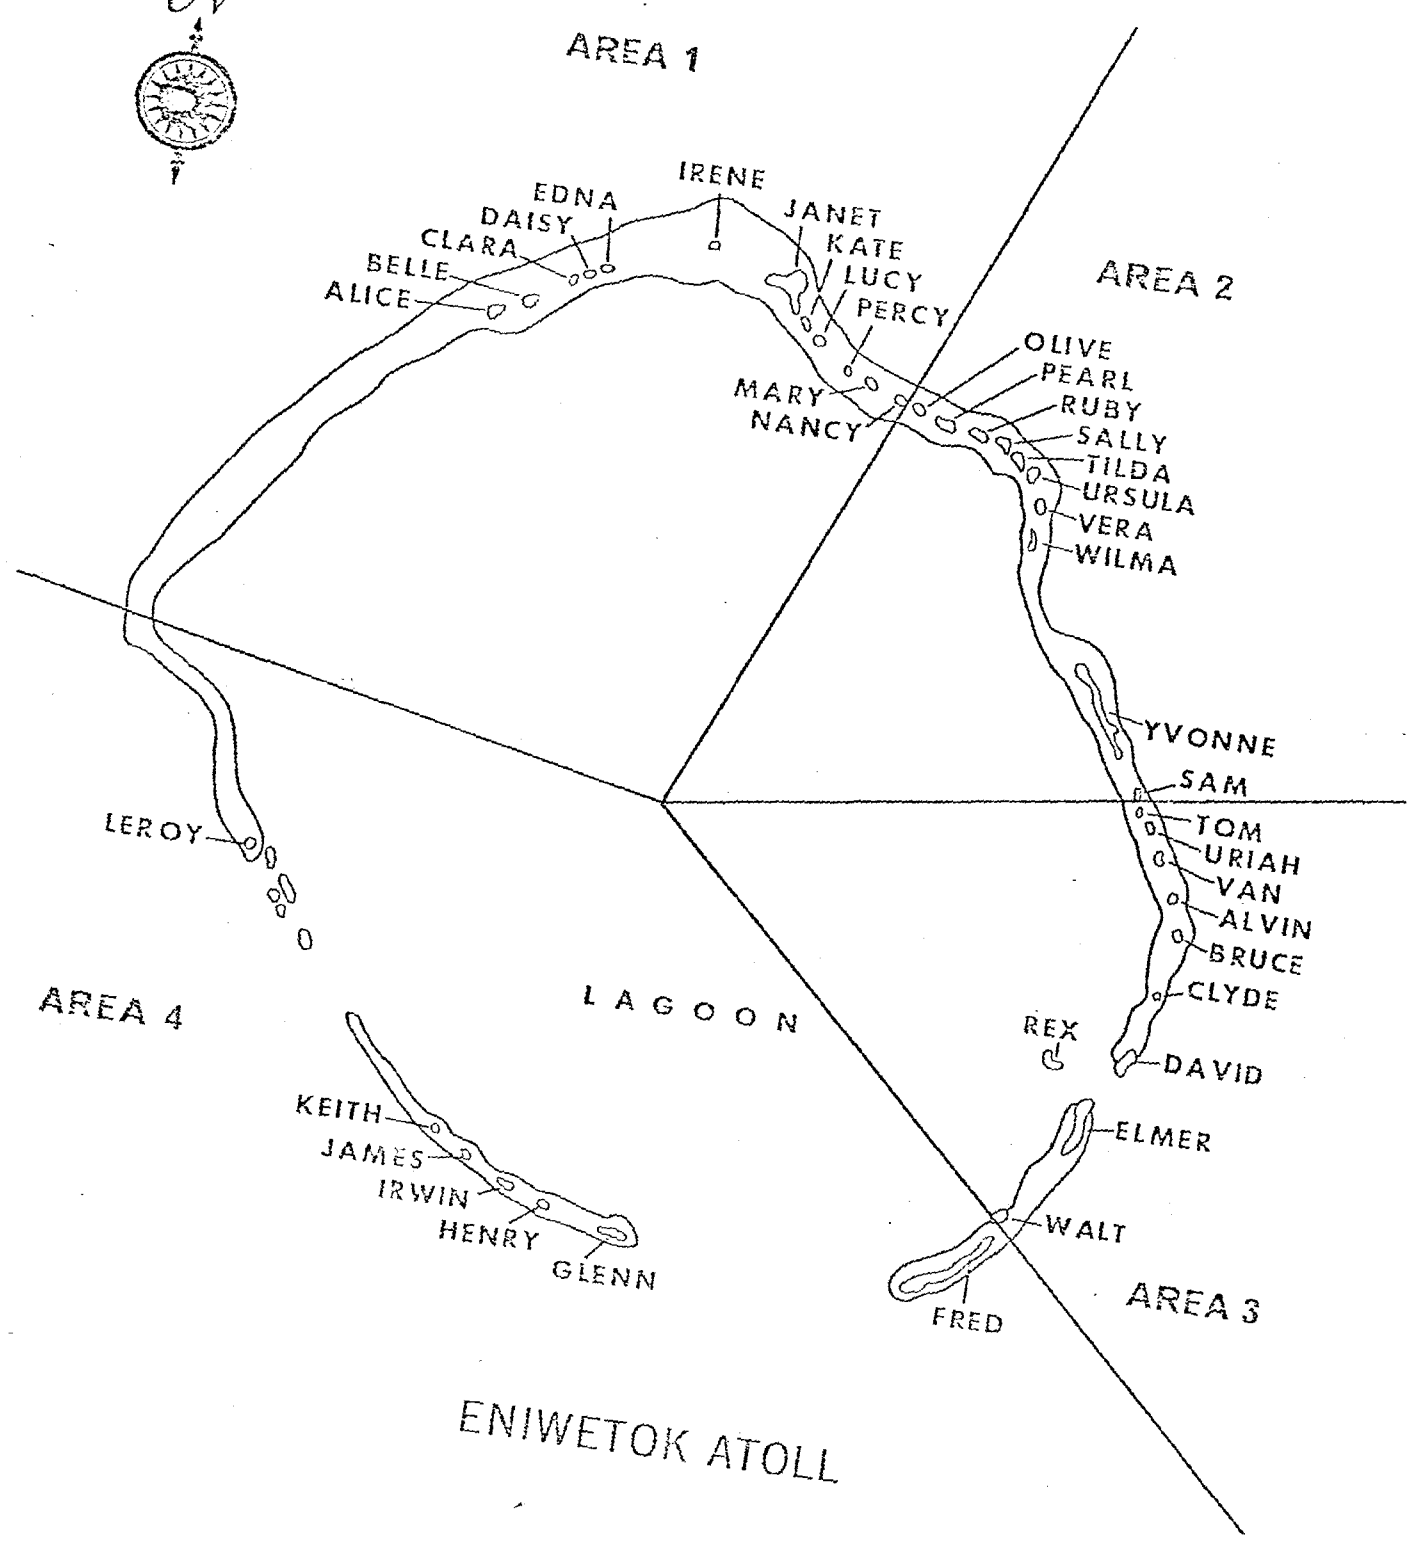 N
AREA 1
IRENE
EDNA
DAISY
CLARA
BELLE
ALICE
JANET
KATE
LUCY
PERCY
MARY
NANCY
AREA 2
OLIVE
PEARL
RUBY
SALLY
TILDA
URSULA
VERA
WILMA
YVONNE
SAM
TOM
URIAH
VAN
ALVIN
BRUCE
CLYDE
DAVID
REX
ELMER
WALT
FRED
AREA 3
LEROY
AREA 4
LAGOON
KEITH
JAMES
IRWIN
HENRY
GLENN
ENIWETOK ATOLL